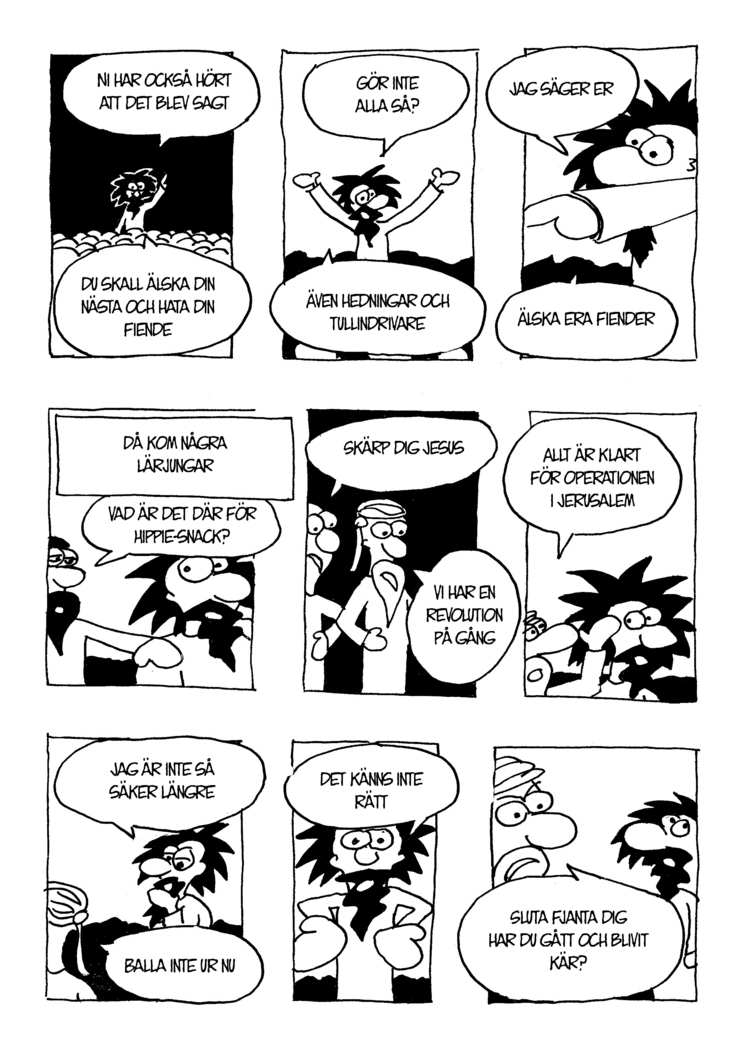 NI HAR OCKSÅ HÖRT
ATT DET BLEV SAGT
DU SKALL ÄLSKA DIN
NÄSTA OCH HATA DIN
FIENDE
GÖR INTE
ALLA SÅ?
ÄVEN HEDNINGAR OCH
TULLINDRIVARE
JAG SÄGER ER
ÄLSKA ERA FIENDER
DÅ KOM NÅGRA
LÄRJUNGAR
VAD ÄR DET DÄR FÖR
HIPPIE-SNACK?
SKÄRP DIG JESUS
VI HAR EN
REVOLUTION
PÅ GÅNG
ALLT ÄR KLART
FÖR OPERATIONEN
I JERUSALEM
JAG ÄR INTE SÅ
SÄKER LÄNGRE
BALLA INTE UR NU
DET KÄNNS INTE
RÄTT
SLUTA FJANTA DIG
HAR DU GÅTT OCH BLIVIT
KÄR?